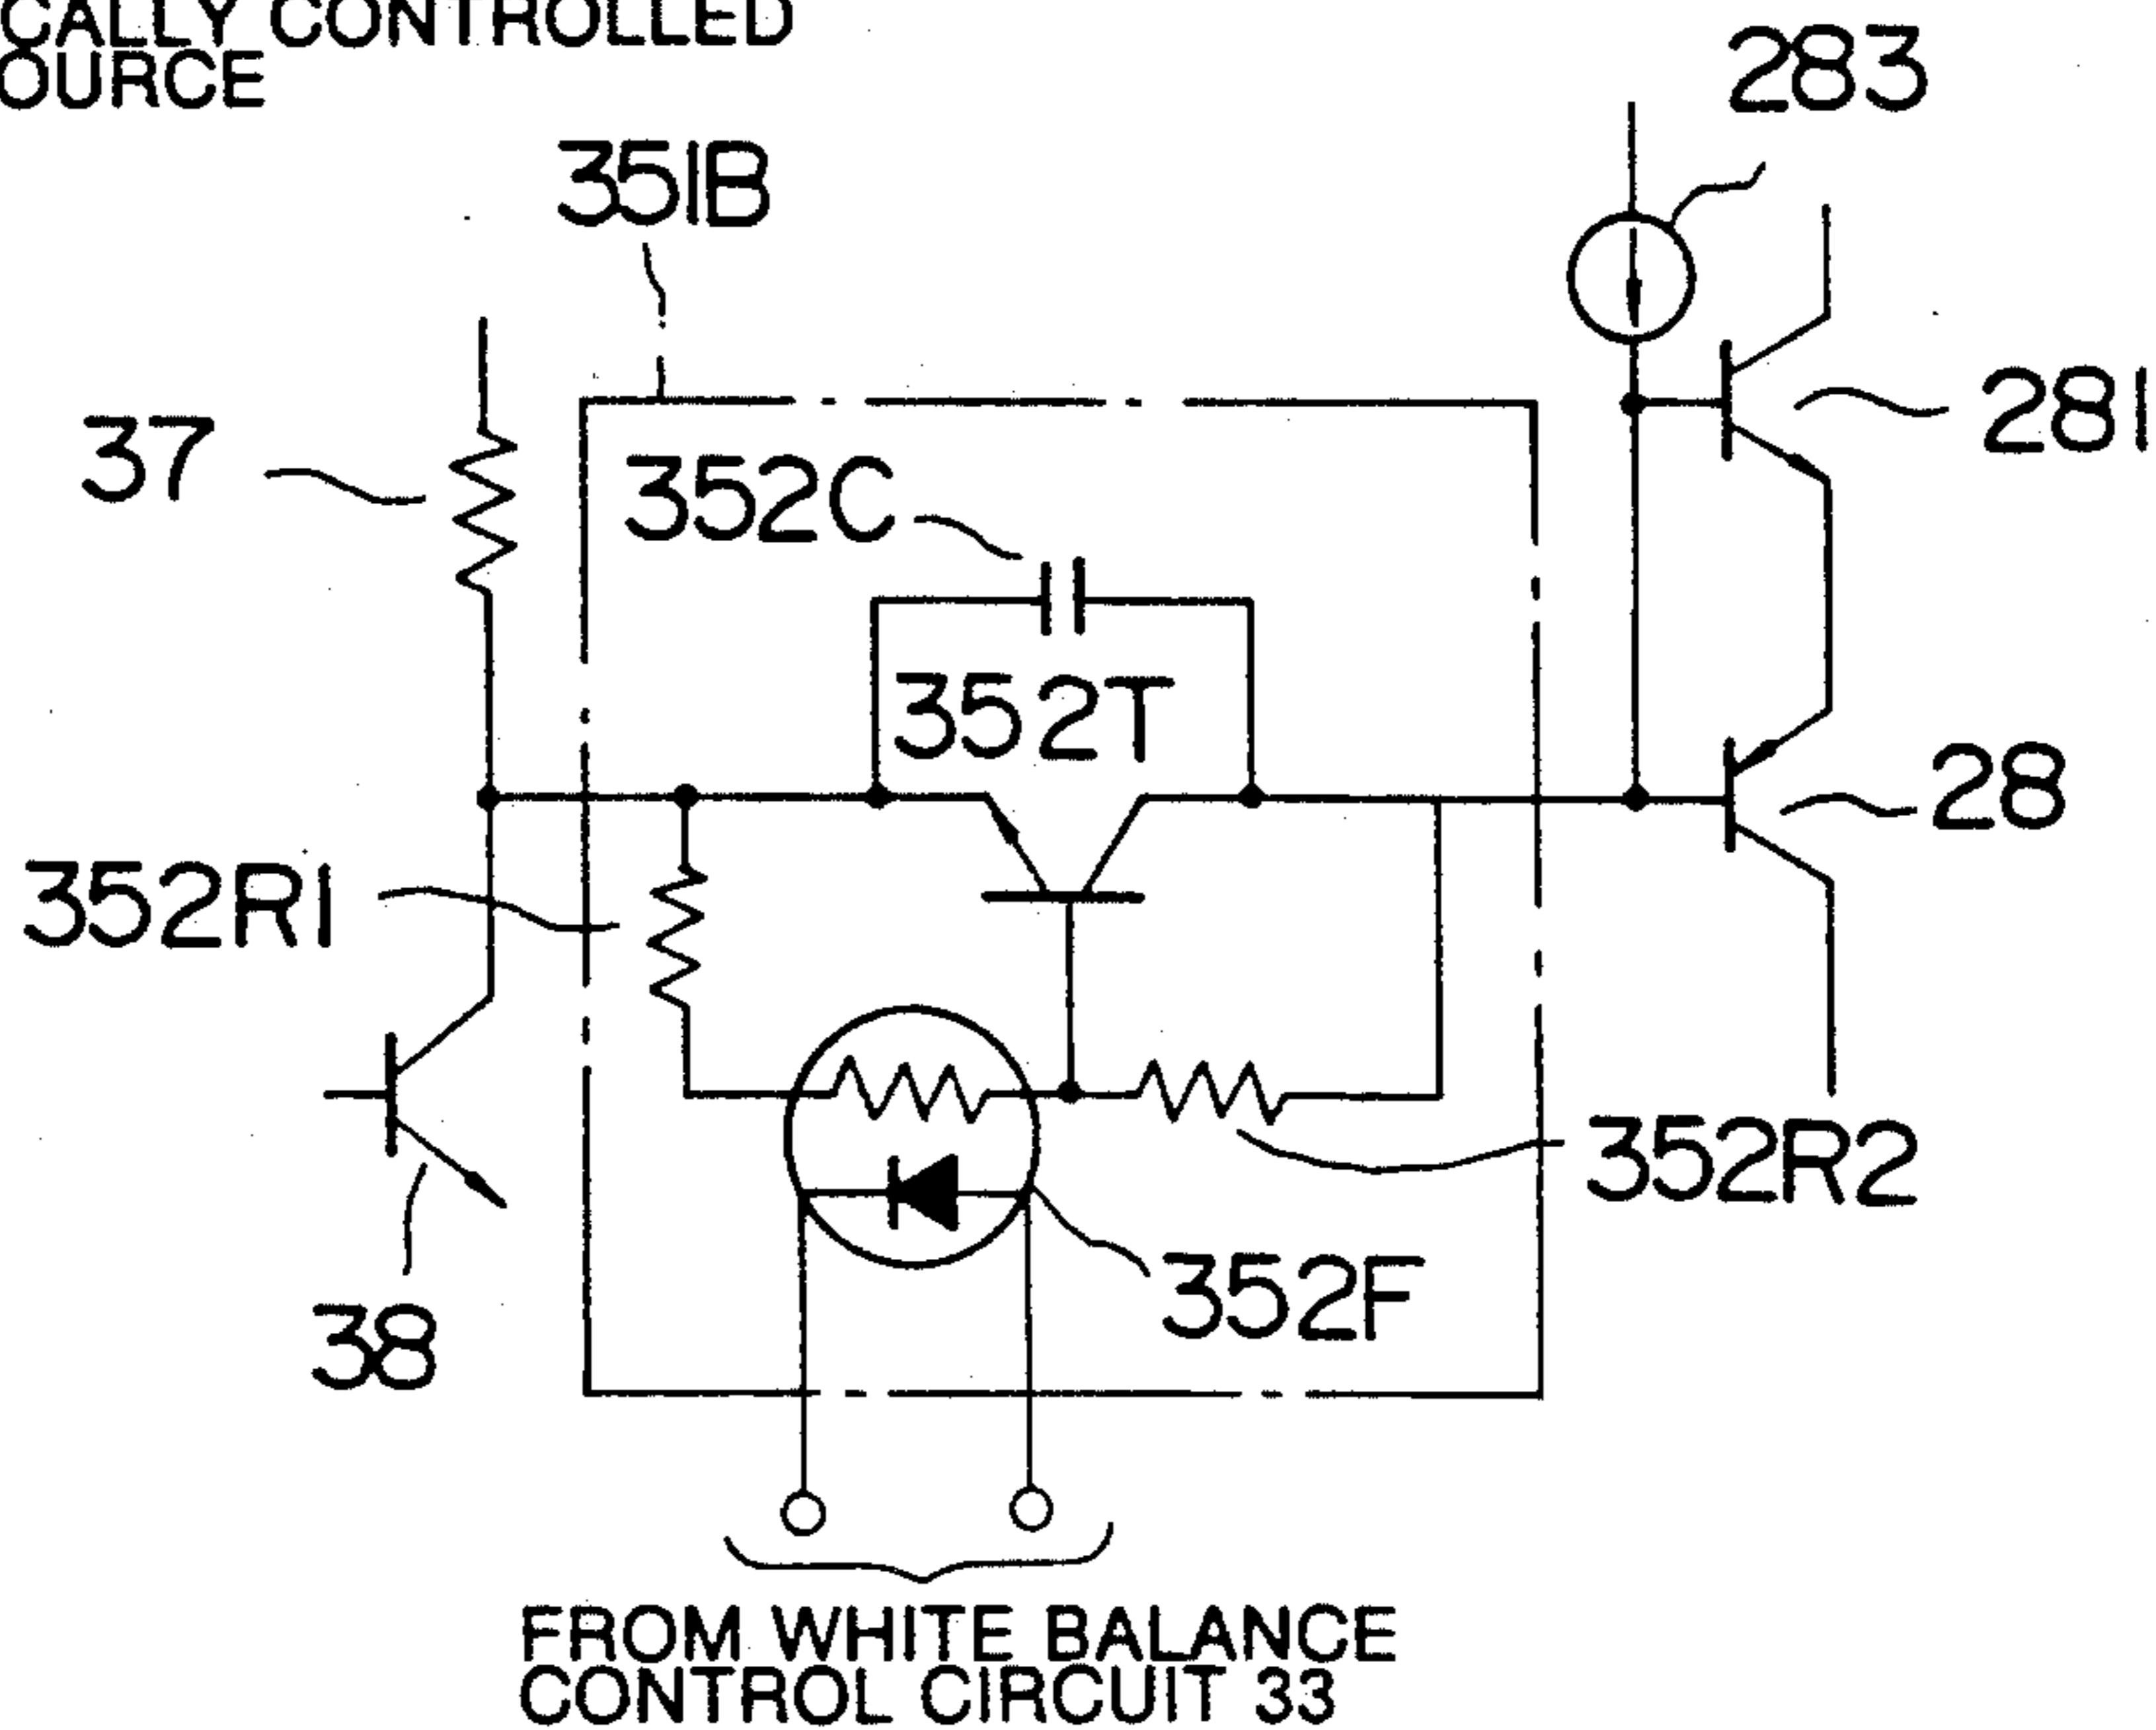 CALLY CONTROLLED
OURCE
283
351B
37
281
352C
352T
28
352R1
352R2
352F
38
FROM WHITE BALANCE
CONTROL CIRCUIT 33